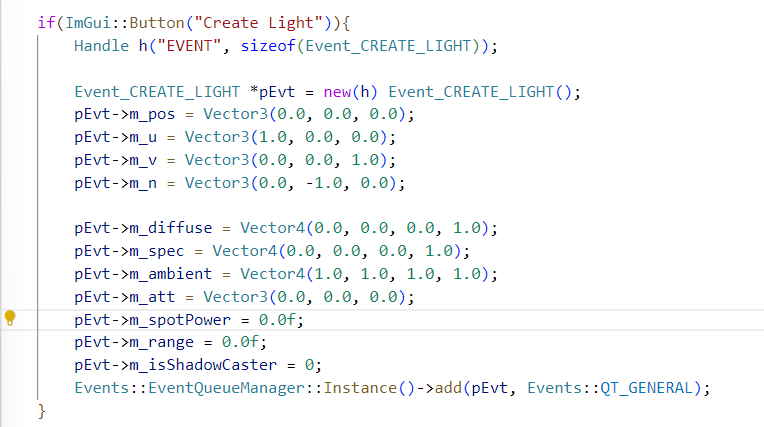 if(ImGui::Button("Create Light")){
Handle h("EVENT", sizeof(Event_CREATE_LIGHT));
Event_CREATE_LIGHT *pEvt = new(h) Event_CREATE_LIGHT();
pEvt->m_pos = Vector3(0.0, 0.0, 0.0);
pEvt->m_u = Vector3(1.0, 0.0, 0.0);
pEvt->m_v = Vector3(0.0, 0.0, 1.0);
pEvt->m_n = Vector3(0.0, -1.0, 0.0);
pEvt->m_diffuse = Vector4(0.0, 0.0, 0.0, 1.0);
pEvt->m_spec = Vector4(0.0, 0.0, 0.0, 1.0);
pEvt->m_ambient = Vector4(1.0, 1.0, 1.0, 1.0);
pEvt->m_att = Vector3(0.0, 0.0, 0.0);
pEvt->m_spotPower = 0.0f;
pEvt->m_range = 0.0f;
pEvt->m_isShadowCaster = 0;
Events::EventQueueManager::Instance()->add(pEvt, Events::QT_GENERAL);
}